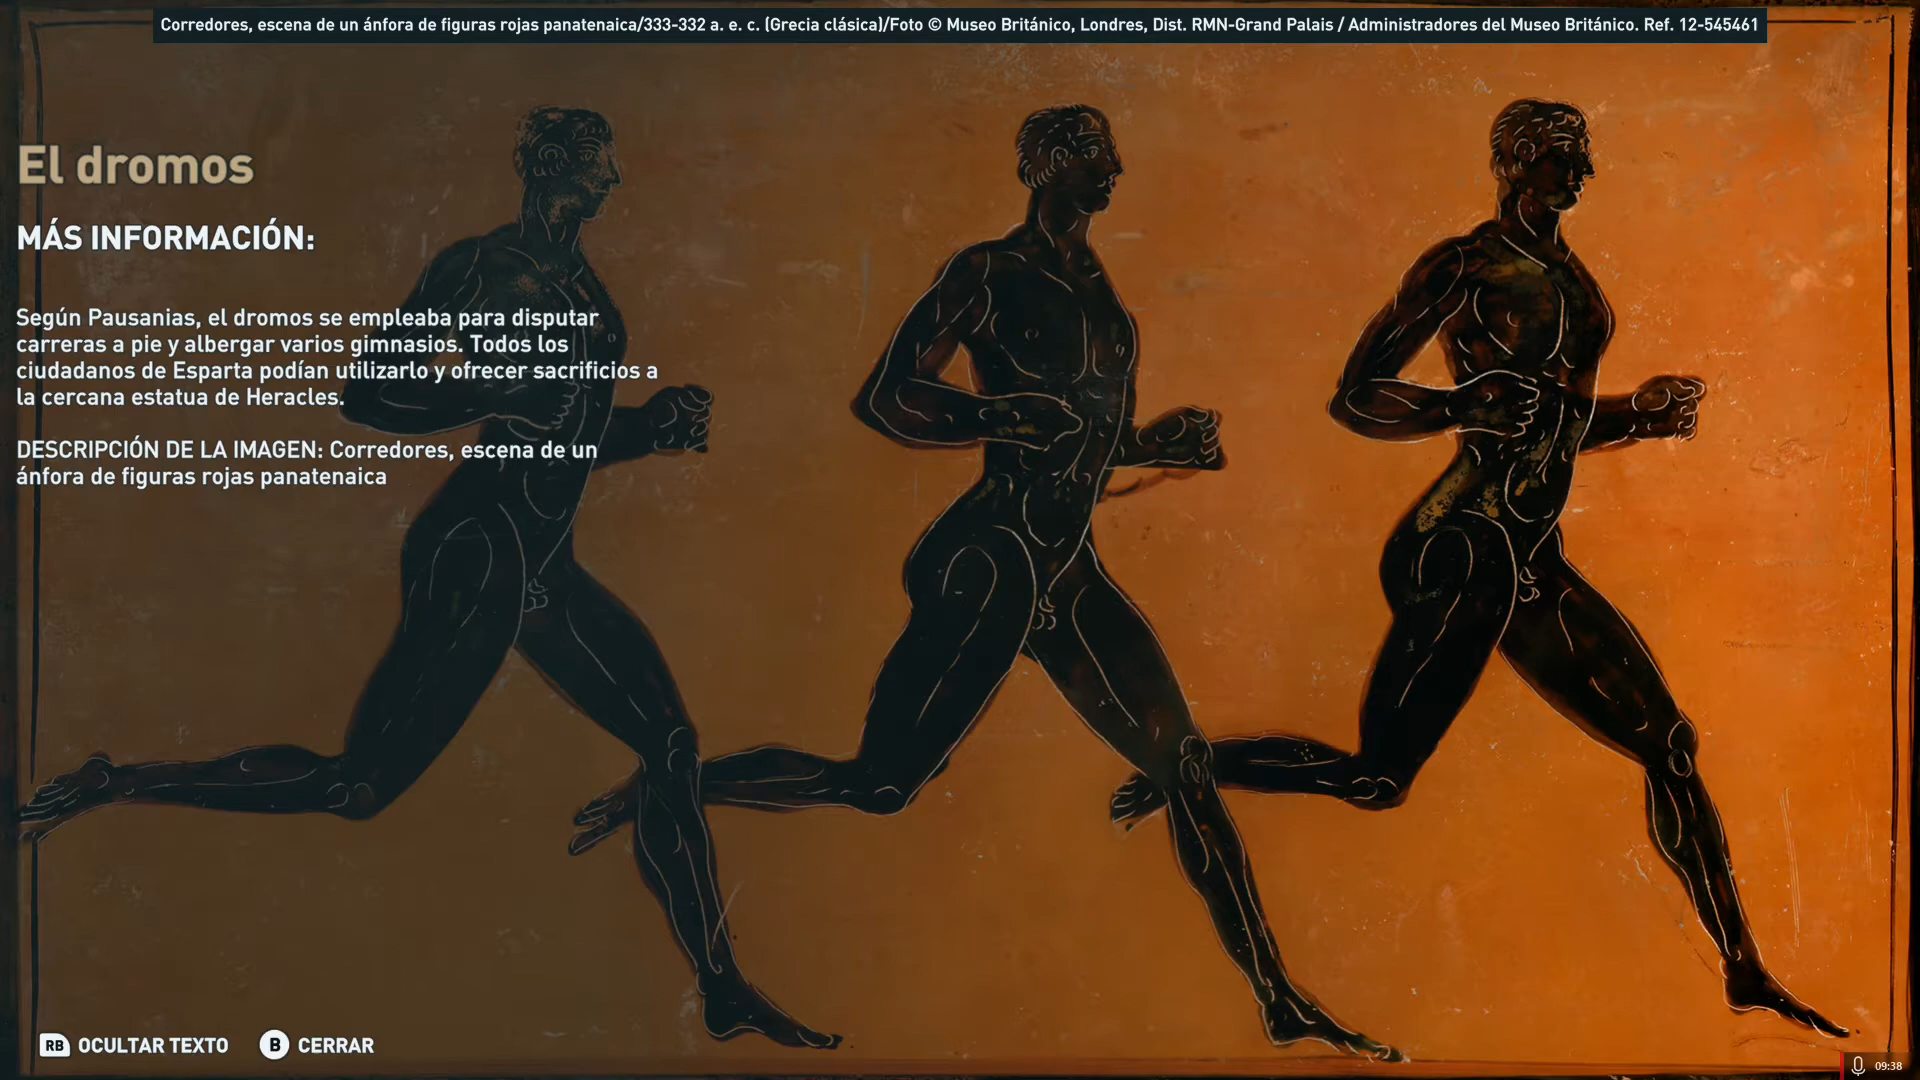 Corredores, escena de un ánfora de figuras rojas panatenaica/333-332 a. e. c. (Grecia clásica)/Foto © Museo Británico, Londres, Dist. RMN-Grand Palais / Administradores del Museo Británico. Ref. 12-545461
El dromos
MÁS INFORMACIÓN:
Según Pausanias, el dromos se empleaba para disputar
carreras a pie y albergar varios gimnasios. Todos los
ciudadanos de Esparta podían utilizarlo y ofrecer sacrificios a
la cercana estatua de Heracles.
DESCRIPCIÓN DE LA IMAGEN: Corredores, escena de un
ánfora de figuras rojas panatenaica
RB OCULTAR TEXTO B CERRAR
09:38